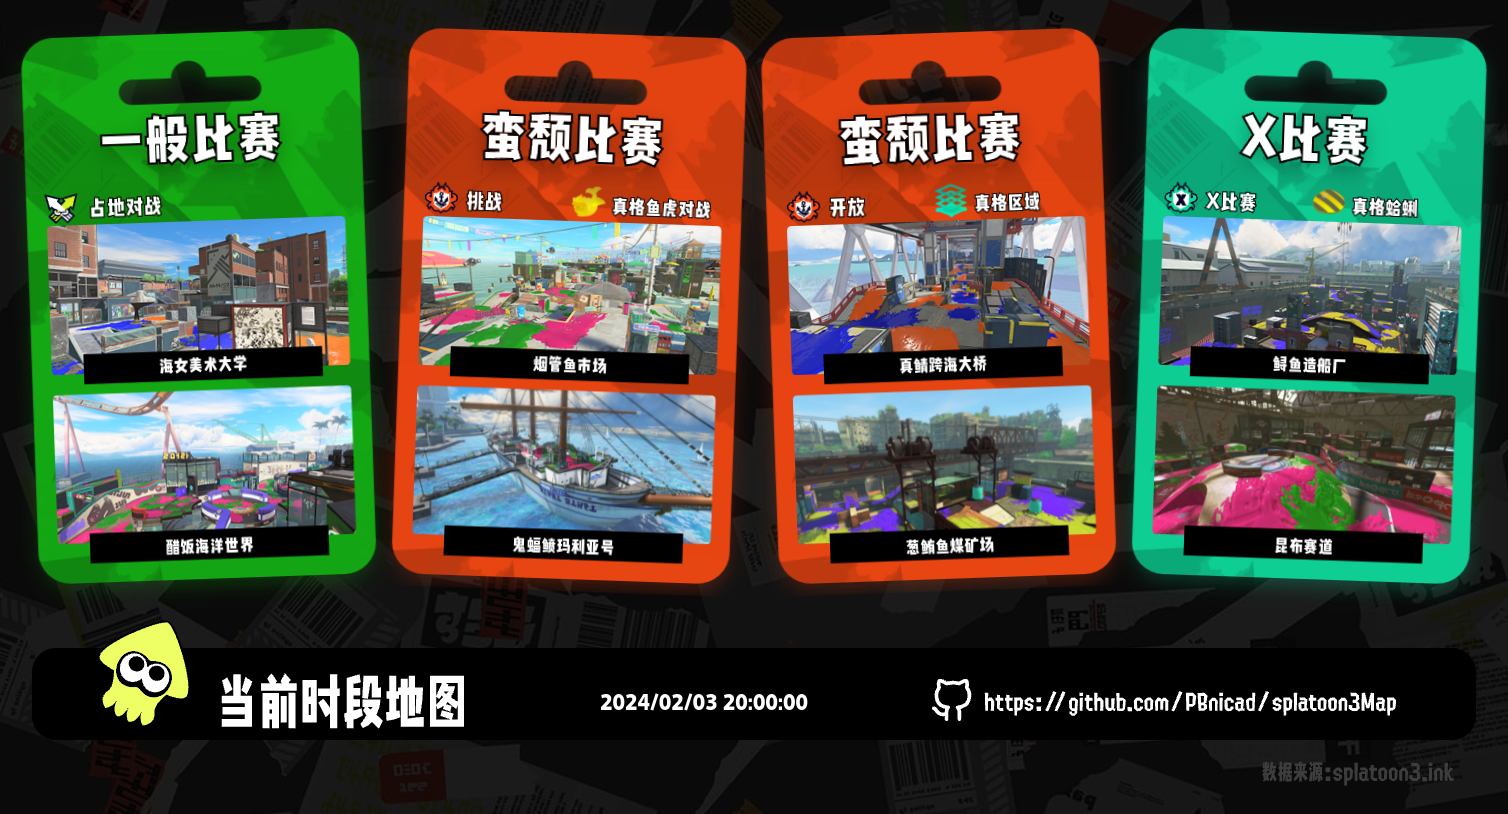 一般比赛
占地对战
海女美术大学
醋饭海洋世界
蛮颓比赛
挑战
真格鱼虎对战
烟管鱼市场
鬼蝠鲼玛利亚号
蛮颓比赛
开放
真格区域
真鲷跨海大桥
葱鲔鱼煤矿场
X比赛
X比赛
真格蛤蜊
鲟鱼造船厂
昆布赛道
当前时段地图
2024/02/03 20:00:00
https://github.com/PBnicad/splatoon3Map
数据来源:splatoon3.ink